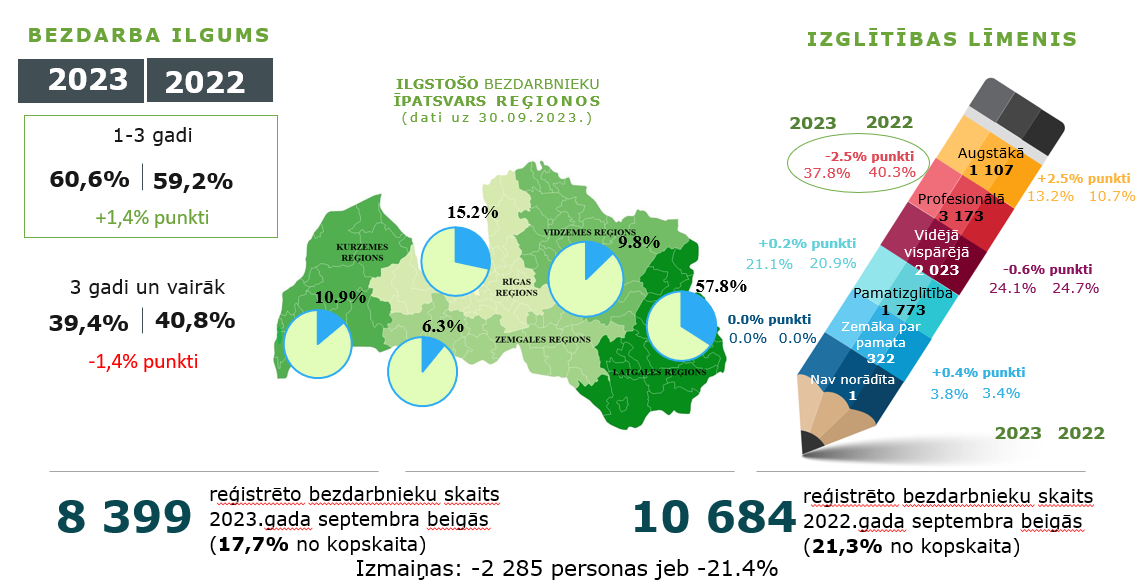 BEZDARBA ILGUMS
2023 2022
1-3 gadi
60,6% 59,2%
+1,4% punkti
3 gadi un vairāk
39,4% 40,8%
-1,4% punkti
ILGSTOŠO BEZDARBNIEKU
ĪPATSVARS REĢIONOS
(dati uz 30.09.2023.)
15.2%
VIDZEMES REGIONS
9.8%
KURZEMES
REGIONS
RĪGAS
REGIONS
57.8%
10.9%
6.3%
ZEMGALES REĢIONS
LATGALES REGIONS
IZGLĪTĪBAS LĪMENIS
2023 2022
-2.5% punkti
37.8% 40.3%
Augstākā
1 107
+2.5% punkti
13.2% 10.7%
Profesionālā
3 173
Vidējā
vispārējā
2 023
+0.2% punkti
21.1% 20.9%
-0.6% punkti
24.1% 24.7%
Pamatizglītība
1 773
0.0% punkti
0.0% 0.0%
Zemāka par
pamata
322
+0.4% punkti
3.8% 3.4%
Nav norādīta
1
2023 2022
8 399
reģistrēto bezdarbnieku skaits
2023.gada septembra beigās
(17,7% no kopskaita)
10 684
reģistrēto bezdarbnieku skaits
2022.gada septembra beigās
(21,3% no kopskaita)
Izmaiņas: -2 285 personas jeb -21.4%